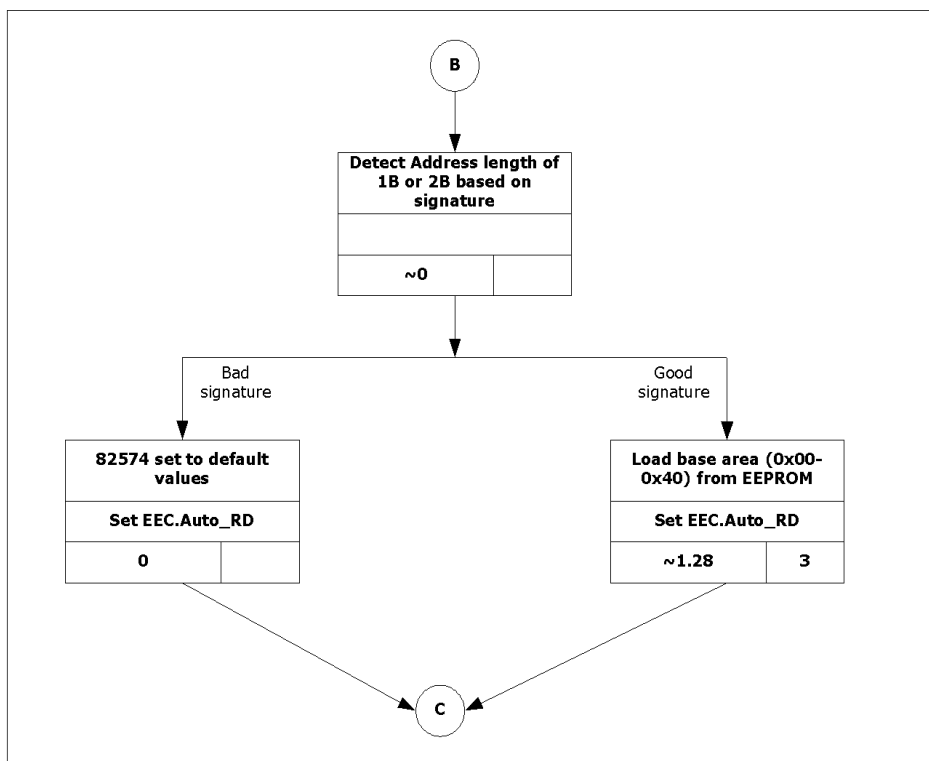 B
Detect Address length of
1B or 2B based on
signature
~0
Bad
signature
Good
signature
82574 set to default
values
Set EEC.Auto_RD
0
Load base area (0x00-
0x40) from EEPROM
Set EEC.Auto_RD
~1.28
3
C